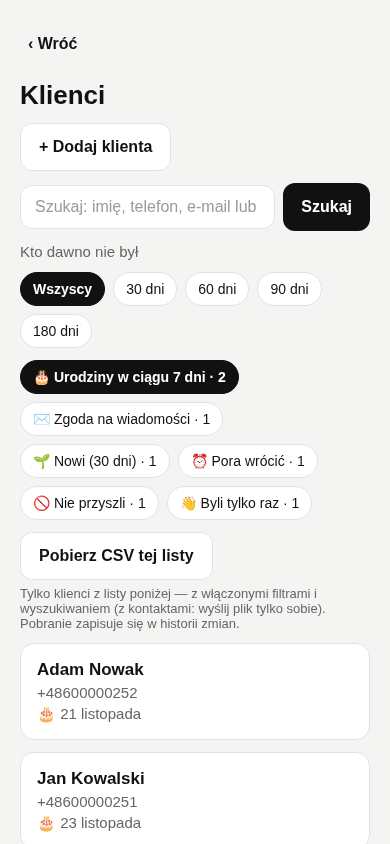 ‹ Wróć
Klienci
+ Dodaj klienta
Szukaj: imię, telefon, e-mail lub
Szukaj
Kto dawno nie był
Wszyscy
30 dni
60 dni
90 dni
180 dni
🎂 Urodziny w ciągu 7 dni · 2
✉️ Zgoda na wiadomości · 1
🌱 Nowi (30 dni) · 1
⏰ Pora wrócić · 1
🚫 Nie przyszli · 1
👋 Byli tylko raz · 1
Pobierz CSV tej listy
Tylko klienci z listy poniżej — z włączonymi filtrami i
wyszukiwaniem (z kontaktami: wyślij plik tylko sobie).
Pobranie zapisuje się w historii zmian.
Adam Nowak
+48600000252
🎂 21 listopada
Jan Kowalski
+48600000251
🎂 23 listopada